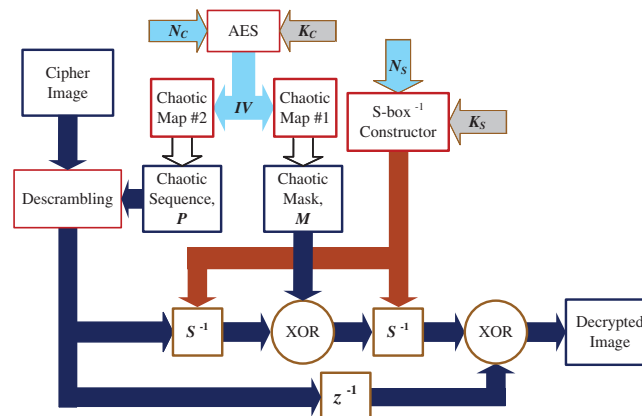 N_C
AES
K_C
Cipher
Image
Chaotic
Map #2
IV
Chaotic
Map #1
N_S
S-box ⁻¹
Constructor
K_S
Descrambling
Chaotic
Sequence,
P
Chaotic
Mask,
M
S ⁻¹
XOR
S ⁻¹
XOR
Decrypted
Image
z ⁻¹